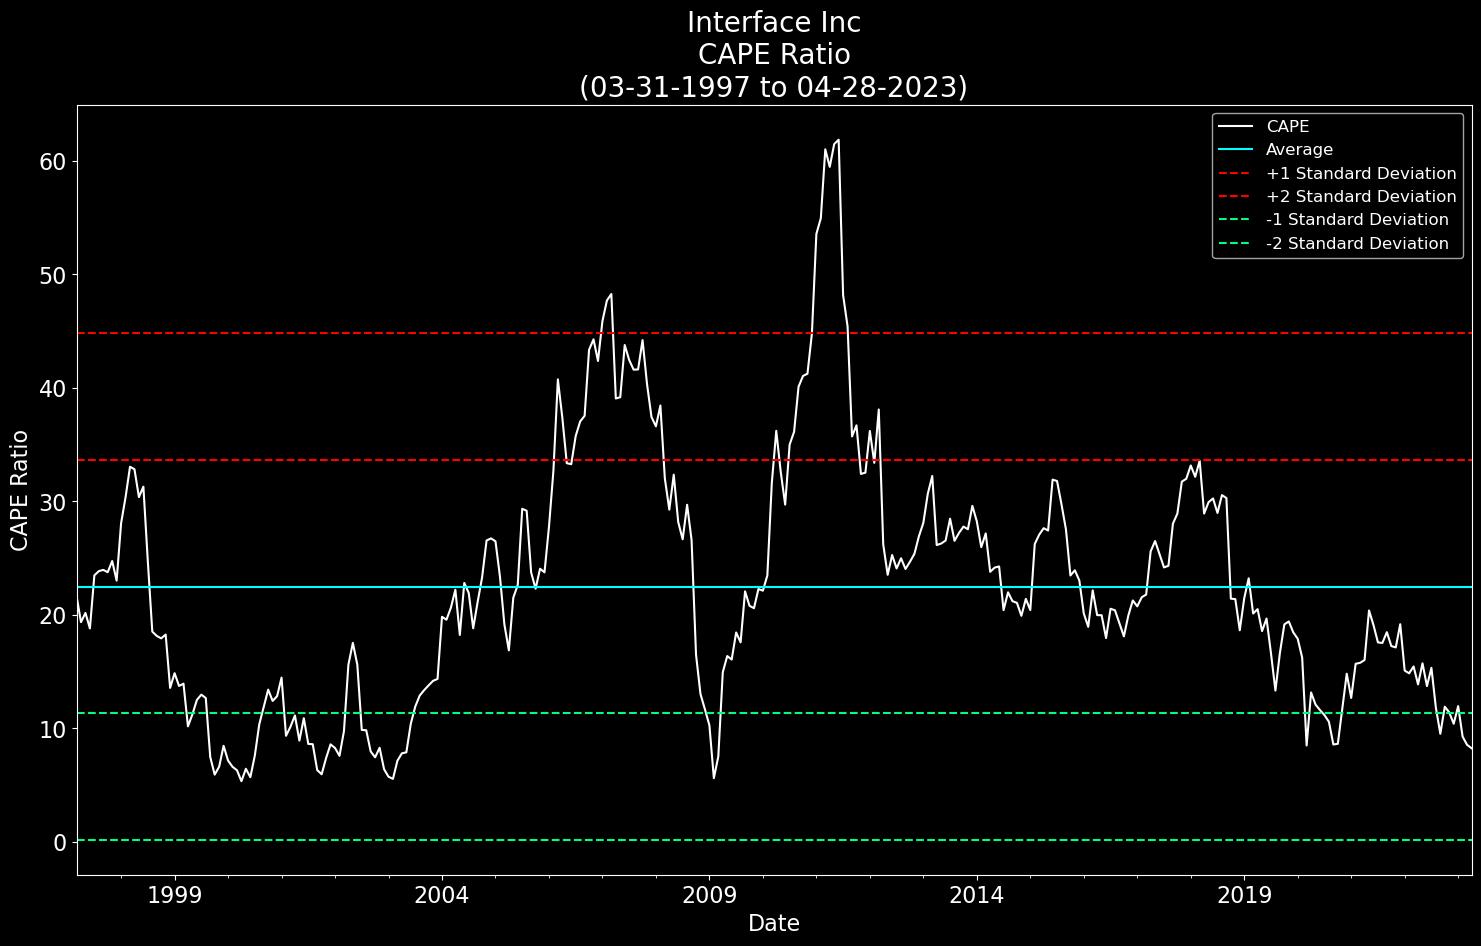 Interface Inc
CAPE Ratio
(03-31-1997 to 04-28-2023)
CAPE
Average
+1 Standard Deviation
+2 Standard Deviation
-1 Standard Deviation
-2 Standard Deviation
60
50
40
30
20
10
0
CAPE Ratio
1999
2004
2009
2014
2019
Date